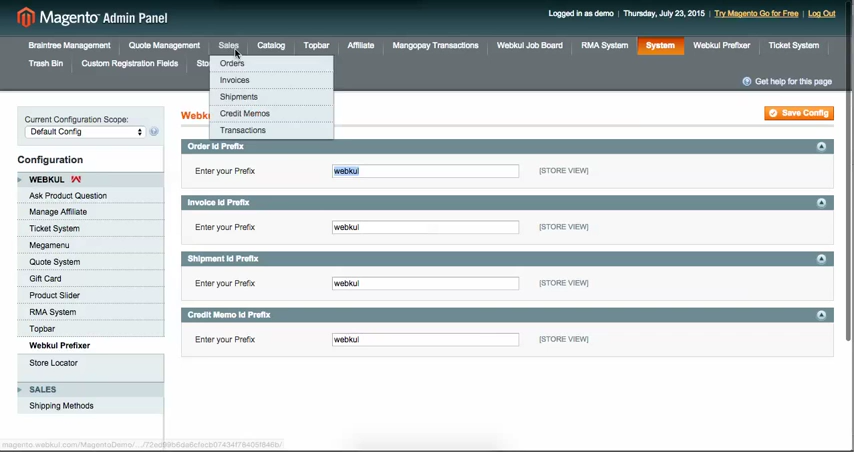 Magento Admin Panel
Logged in as demo | Thursday, July 23, 2015 | Try Magento Go for Free | Log Out
Braintree Management Quote Management Sales Catalog Topbar Affiliate Mangopay Transactions Webkul Job Board RMA System System Webkul Prefixer Ticket System
Trash Bin Custom Registration Fields
Orders
Invoices
Shipments
Credit Memos
Transactions
Get help for this page
Current Configuration Scope:
Default Config
Save Config
Configuration
WEBKUL
Ask Product Question
Manage Affiliate
Ticket System
Megamenu
Quote System
Gift Card
Product Slider
RMA System
Topbar
Webkul Prefixer
Store Locator
SALES
Shipping Methods
Order Id Prefix
Enter your Prefix webkul [STORE VIEW]
Invoice Id Prefix
Enter your Prefix webkul [STORE VIEW]
Shipment Id Prefix
Enter your Prefix webkul [STORE VIEW]
Credit Memo Id Prefix
Enter your Prefix webkul [STORE VIEW]